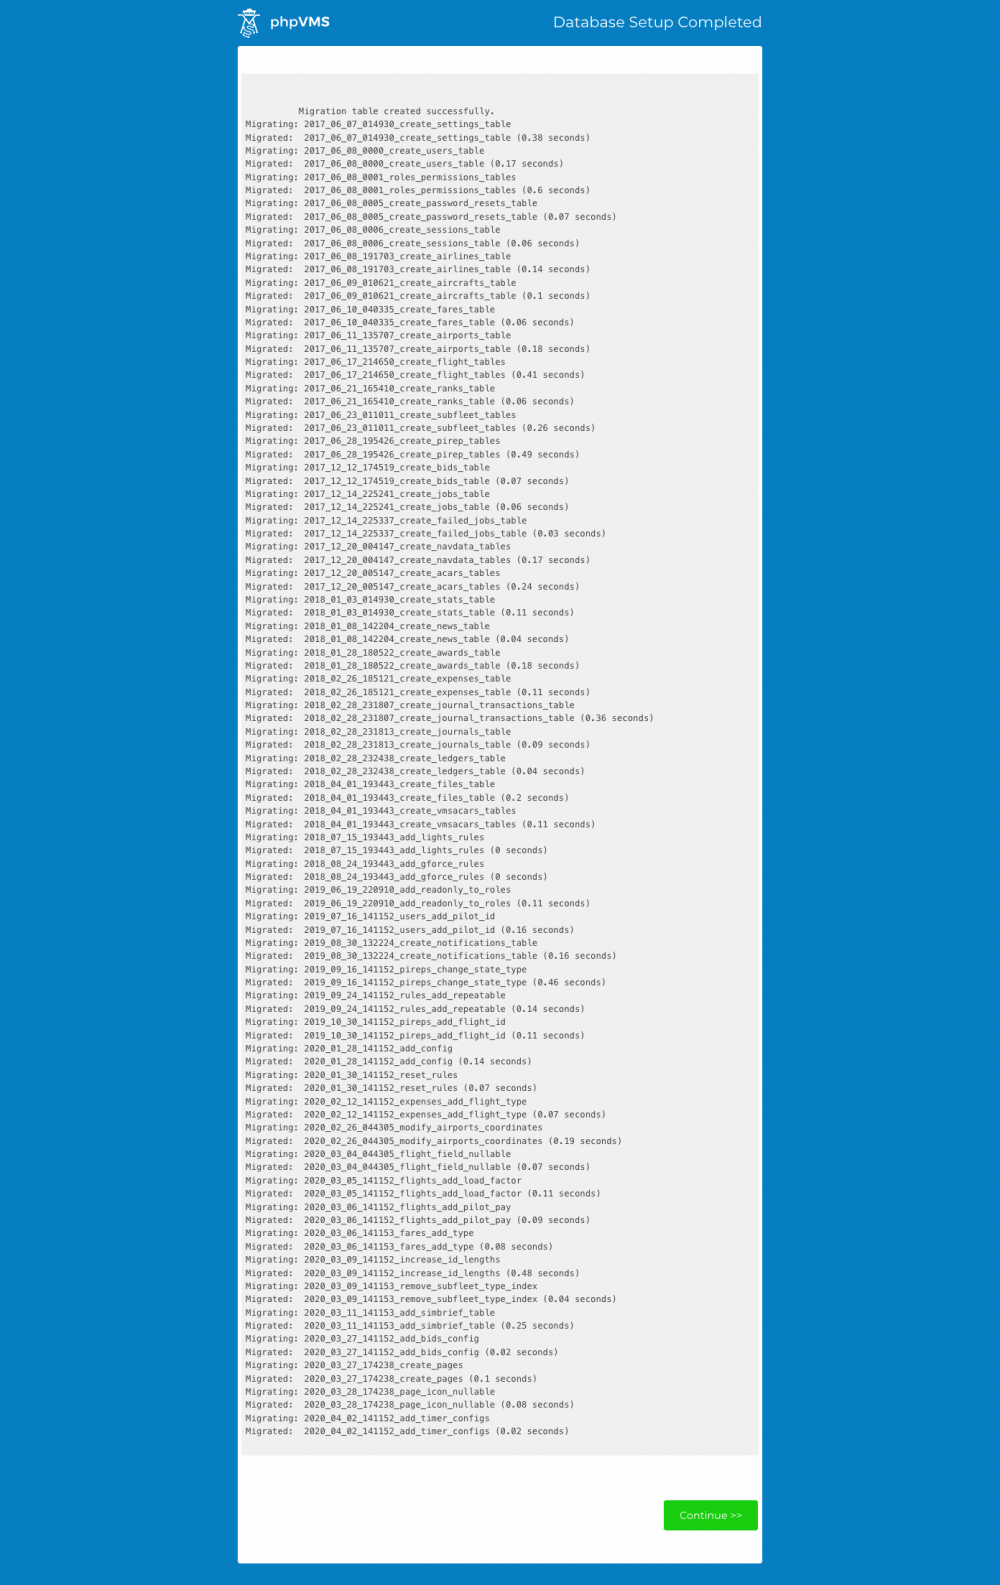 phpVMS
Database Setup Completed
Migration table created successfully.
Migrating: 2017_06_07_014930_create_settings_table
Migrated:  2017_06_07_014930_create_settings_table (0.38 seconds)
Migrating: 2017_06_08_0000_create_users_table
Migrated:  2017_06_08_0000_create_users_table (0.17 seconds)
Migrating: 2017_06_08_0001_roles_permissions_tables
Migrated:  2017_06_08_0001_roles_permissions_tables (0.6 seconds)
Migrating: 2017_06_08_0005_create_password_resets_table
Migrated:  2017_06_08_0005_create_password_resets_table (0.07 seconds)
Migrating: 2017_06_08_0006_create_sessions_table
Migrated:  2017_06_08_0006_create_sessions_table (0.06 seconds)
Migrating: 2017_06_08_191703_create_airlines_table
Migrated:  2017_06_08_191703_create_airlines_table (0.14 seconds)
Migrating: 2017_06_09_010621_create_aircrafts_table
Migrated:  2017_06_09_010621_create_aircrafts_table (0.1 seconds)
Migrating: 2017_06_10_040335_create_fares_table
Migrated:  2017_06_10_040335_create_fares_table (0.06 seconds)
Migrating: 2017_06_11_135707_create_airports_table
Migrated:  2017_06_11_135707_create_airports_table (0.18 seconds)
Migrating: 2017_06_17_214650_create_flight_tables
Migrated:  2017_06_17_214650_create_flight_tables (0.41 seconds)
Migrating: 2017_06_21_165410_create_ranks_table
Migrated:  2017_06_21_165410_create_ranks_table (0.06 seconds)
Migrating: 2017_06_23_011011_create_subfleet_tables
Migrated:  2017_06_23_011011_create_subfleet_tables (0.26 seconds)
Migrating: 2017_06_28_195426_create_pirep_tables
Migrated:  2017_06_28_195426_create_pirep_tables (0.49 seconds)
Migrating: 2017_12_12_174519_create_bids_table
Migrated:  2017_12_12_174519_create_bids_table (0.07 seconds)
Migrating: 2017_12_14_225241_create_jobs_table
Migrated:  2017_12_14_225241_create_jobs_table (0.06 seconds)
Migrating: 2017_12_14_225337_create_failed_jobs_table
Migrated:  2017_12_14_225337_create_failed_jobs_table (0.03 seconds)
Migrating: 2017_12_20_004147_create_navdata_tables
Migrated:  2017_12_20_004147_create_navdata_tables (0.17 seconds)
Migrating: 2017_12_20_005147_create_acars_tables
Migrated:  2017_12_20_005147_create_acars_tables (0.24 seconds)
Migrating: 2018_01_03_014930_create_stats_table
Migrated:  2018_01_03_014930_create_stats_table (0.11 seconds)
Migrating: 2018_01_08_142204_create_news_table
Migrated:  2018_01_08_142204_create_news_table (0.04 seconds)
Migrating: 2018_01_28_180522_create_awards_table
Migrated:  2018_01_28_180522_create_awards_table (0.18 seconds)
Migrating: 2018_02_26_185121_create_expenses_table
Migrated:  2018_02_26_185121_create_expenses_table (0.11 seconds)
Migrating: 2018_02_28_231807_create_journal_transactions_table
Migrated:  2018_02_28_231807_create_journal_transactions_table (0.36 seconds)
Migrating: 2018_02_28_231813_create_journals_table
Migrated:  2018_02_28_231813_create_journals_table (0.09 seconds)
Migrating: 2018_02_28_232438_create_ledgers_table
Migrated:  2018_02_28_232438_create_ledgers_table (0.04 seconds)
Migrating: 2018_04_01_193443_create_files_table
Migrated:  2018_04_01_193443_create_files_table (0.2 seconds)
Migrating: 2018_04_01_193443_create_vmsacars_tables
Migrated:  2018_04_01_193443_create_vmsacars_tables (0.11 seconds)
Migrating: 2018_07_15_193443_add_lights_rules
Migrated:  2018_07_15_193443_add_lights_rules (0 seconds)
Migrating: 2018_08_24_193443_add_gforce_rules
Migrated:  2018_08_24_193443_add_gforce_rules (0 seconds)
Migrating: 2019_06_19_220910_add_readonly_to_roles
Migrated:  2019_06_19_220910_add_readonly_to_roles (0.11 seconds)
Migrating: 2019_07_16_141152_users_add_pilot_id
Migrated:  2019_07_16_141152_users_add_pilot_id (0.16 seconds)
Migrating: 2019_08_30_132224_create_notifications_table
Migrated:  2019_08_30_132224_create_notifications_table (0.16 seconds)
Migrating: 2019_09_16_141152_pireps_change_state_type
Migrated:  2019_09_16_141152_pireps_change_state_type (0.46 seconds)
Migrating: 2019_09_24_141152_rules_add_repeatable
Migrated:  2019_09_24_141152_rules_add_repeatable (0.14 seconds)
Migrating: 2019_10_30_141152_pireps_add_flight_id
Migrated:  2019_10_30_141152_pireps_add_flight_id (0.11 seconds)
Migrating: 2020_01_28_141152_add_config
Migrated:  2020_01_28_141152_add_config (0.14 seconds)
Migrating: 2020_01_30_141152_reset_rules
Migrated:  2020_01_30_141152_reset_rules (0.07 seconds)
Migrating: 2020_02_12_141152_expenses_add_flight_type
Migrated:  2020_02_12_141152_expenses_add_flight_type (0.07 seconds)
Migrating: 2020_02_26_044305_modify_airports_coordinates
Migrated:  2020_02_26_044305_modify_airports_coordinates (0.19 seconds)
Migrating: 2020_03_04_044305_flight_field_nullable
Migrated:  2020_03_04_044305_flight_field_nullable (0.07 seconds)
Migrating: 2020_03_05_141152_flights_add_load_factor
Migrated:  2020_03_05_141152_flights_add_load_factor (0.11 seconds)
Migrating: 2020_03_06_141152_flights_add_pilot_pay
Migrated:  2020_03_06_141152_flights_add_pilot_pay (0.09 seconds)
Migrating: 2020_03_06_141153_fares_add_type
Migrated:  2020_03_06_141153_fares_add_type (0.08 seconds)
Migrating: 2020_03_09_141152_increase_id_lengths
Migrated:  2020_03_09_141152_increase_id_lengths (0.48 seconds)
Migrating: 2020_03_09_141153_remove_subfleet_type_index
Migrated:  2020_03_09_141153_remove_subfleet_type_index (0.04 seconds)
Migrating: 2020_03_11_141153_add_simbrief_table
Migrated:  2020_03_11_141153_add_simbrief_table (0.25 seconds)
Migrating: 2020_03_27_141152_add_bids_config
Migrated:  2020_03_27_141152_add_bids_config (0.02 seconds)
Migrating: 2020_03_27_174238_create_pages
Migrated:  2020_03_27_174238_create_pages (0.1 seconds)
Migrating: 2020_03_28_174238_page_icon_nullable
Migrated:  2020_03_28_174238_page_icon_nullable (0.08 seconds)
Migrating: 2020_04_02_141152_add_timer_configs
Migrated:  2020_04_02_141152_add_timer_configs (0.02 seconds)
Continue >>